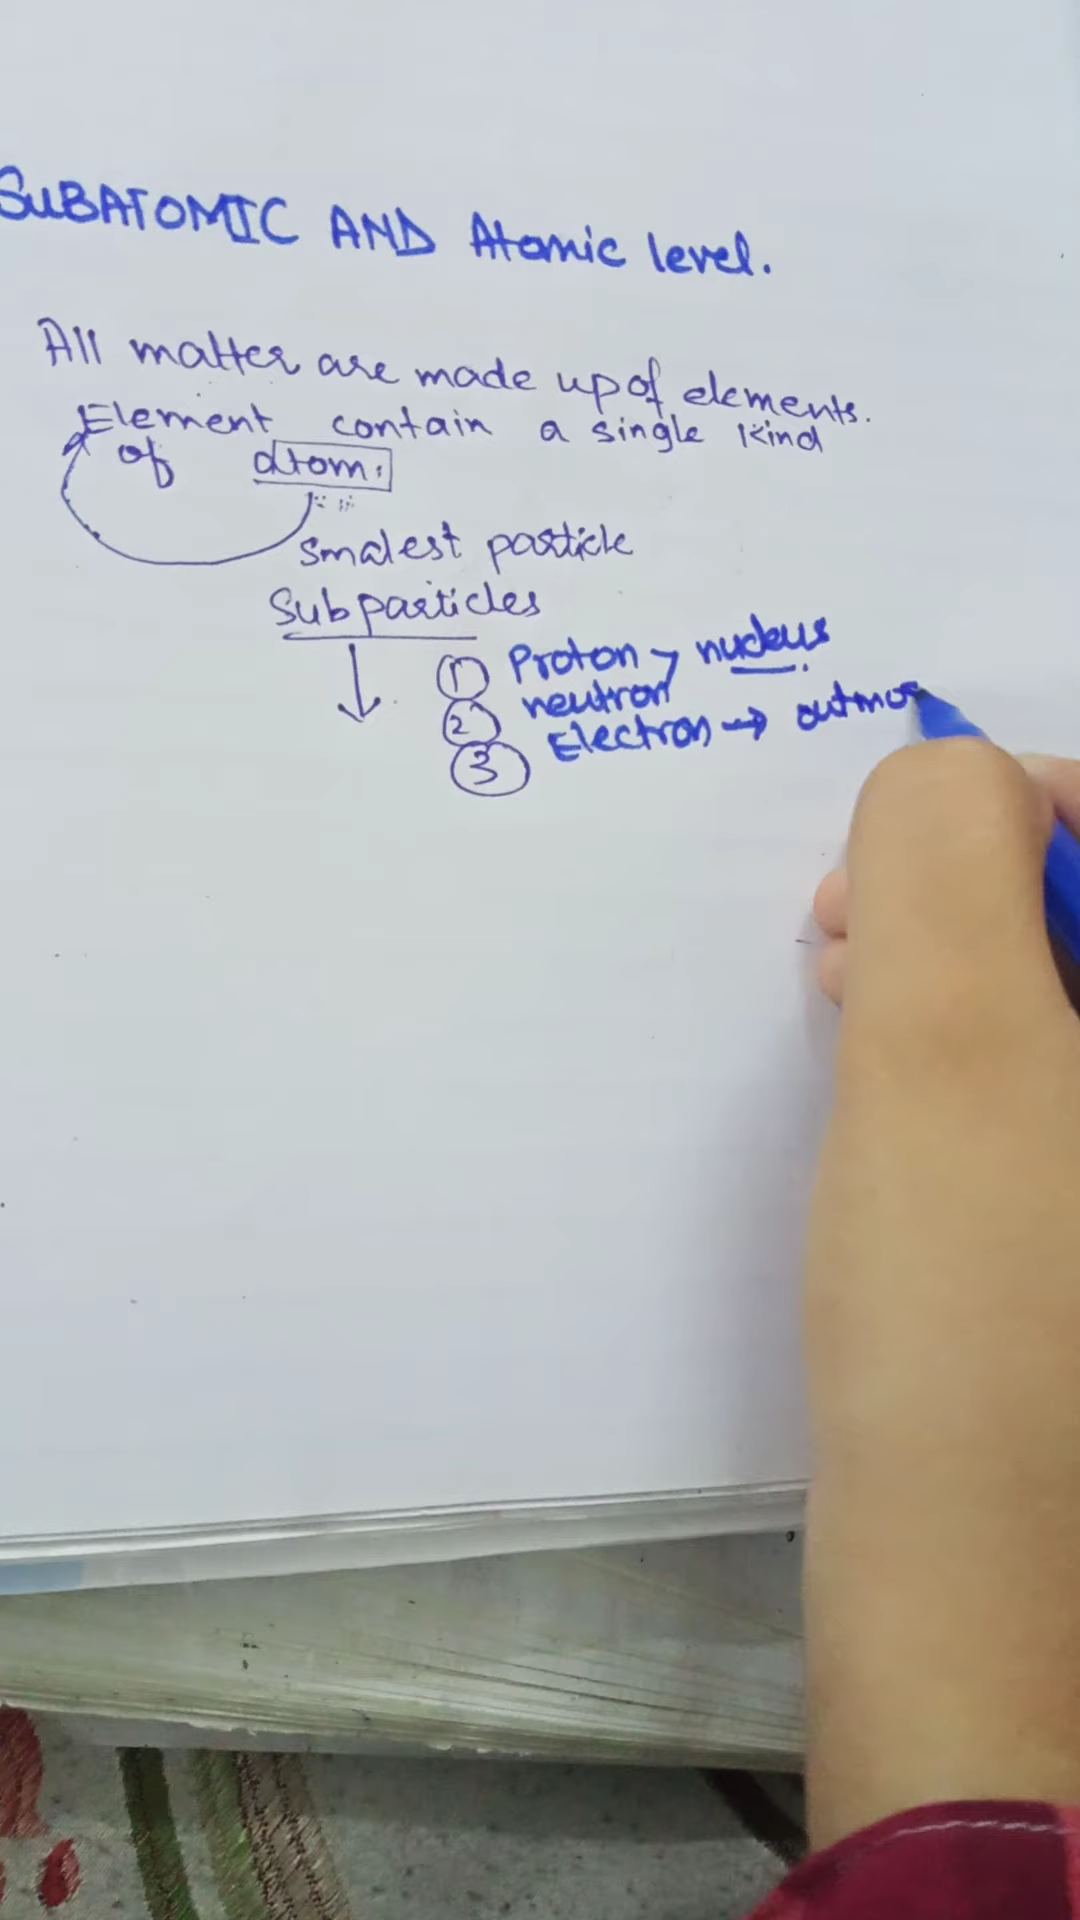 SUBATOMIC AND Atomic level.
All matter are made up of elements.
Element contain a single kind
of atom.
smalest particle
Subparticles
① Proton → nucleus
② neutron
③ Electron → outmos